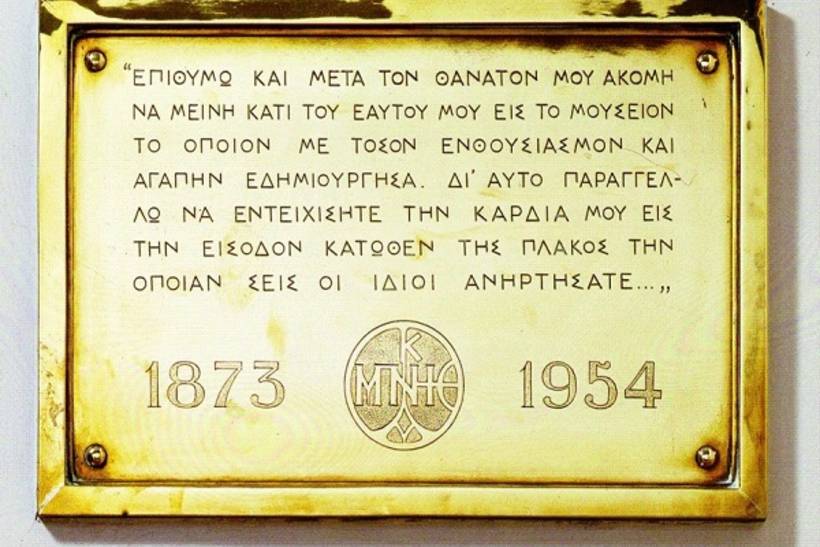 “ΕΠΙΘΥΜΩ ΚΑΙ ΜΕΤΑ ΤΟΝ ΘΑΝΑΤΟΝ ΜΟΥ ΑΚΟΜΗ
ΝΑ ΜΕΙΝΗ ΚΑΤΙ ΤΟΥ ΕΑΥΤΟΥ ΜΟΥ ΕΙΣ ΤΟ ΜΟΥΣΕΙΟΝ
ΤΟ ΟΠΟΙΟΝ ΜΕ ΤΟΣΟΝ ΕΝΘΟΥΣΙΑΣΜΟΝ ΚΑΙ
ΑΓΑΠΗΝ ΕΔΗΜΙΟΥΡΓΗΣΑ. ΔΙ' ΑΥΤΟ ΠΑΡΑΓΓΕΛ-
ΛΩ ΝΑ ΕΝΤΕΙΧΙΣΗΤΕ ΤΗΝ ΚΑΡΔΙΑ ΜΟΥ ΕΙΣ
ΤΗΝ ΕΙΣΟΔΟΝ ΚΑΤΩΘΕΝ ΤΗΣ ΠΛΑΚΟΣ ΤΗΝ
ΟΠΟΙΑΝ ΣΕΙΣ ΟΙ ΙΔΙΟΙ ΑΝΗΡΤΗΣΑΤΕ...„
1873 1954